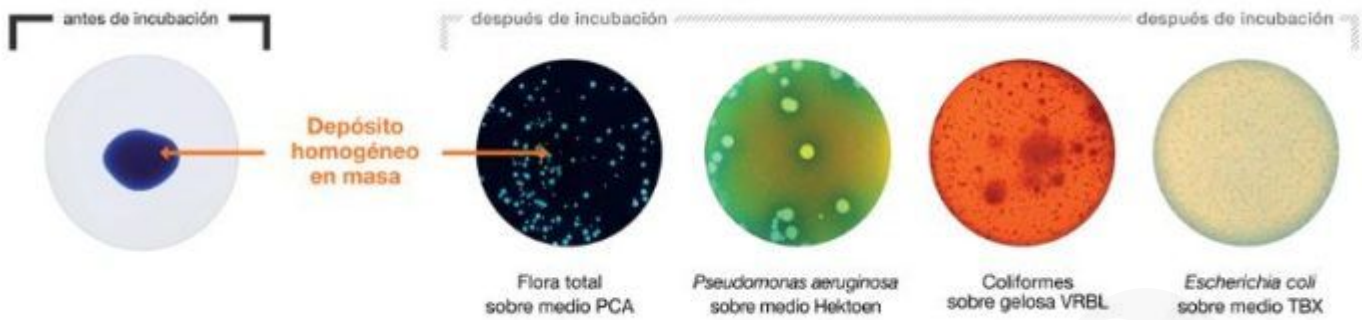 antes de incubación
después de incubación
después de incubación
Depósito
homogéneo
en masa
Flora total
sobre medio PCA
Pseudomonas aeruginosa
sobre medio Hektoen
Coliformes
sobre gelosa VRBL
Escherichia coli
sobre medio TBX